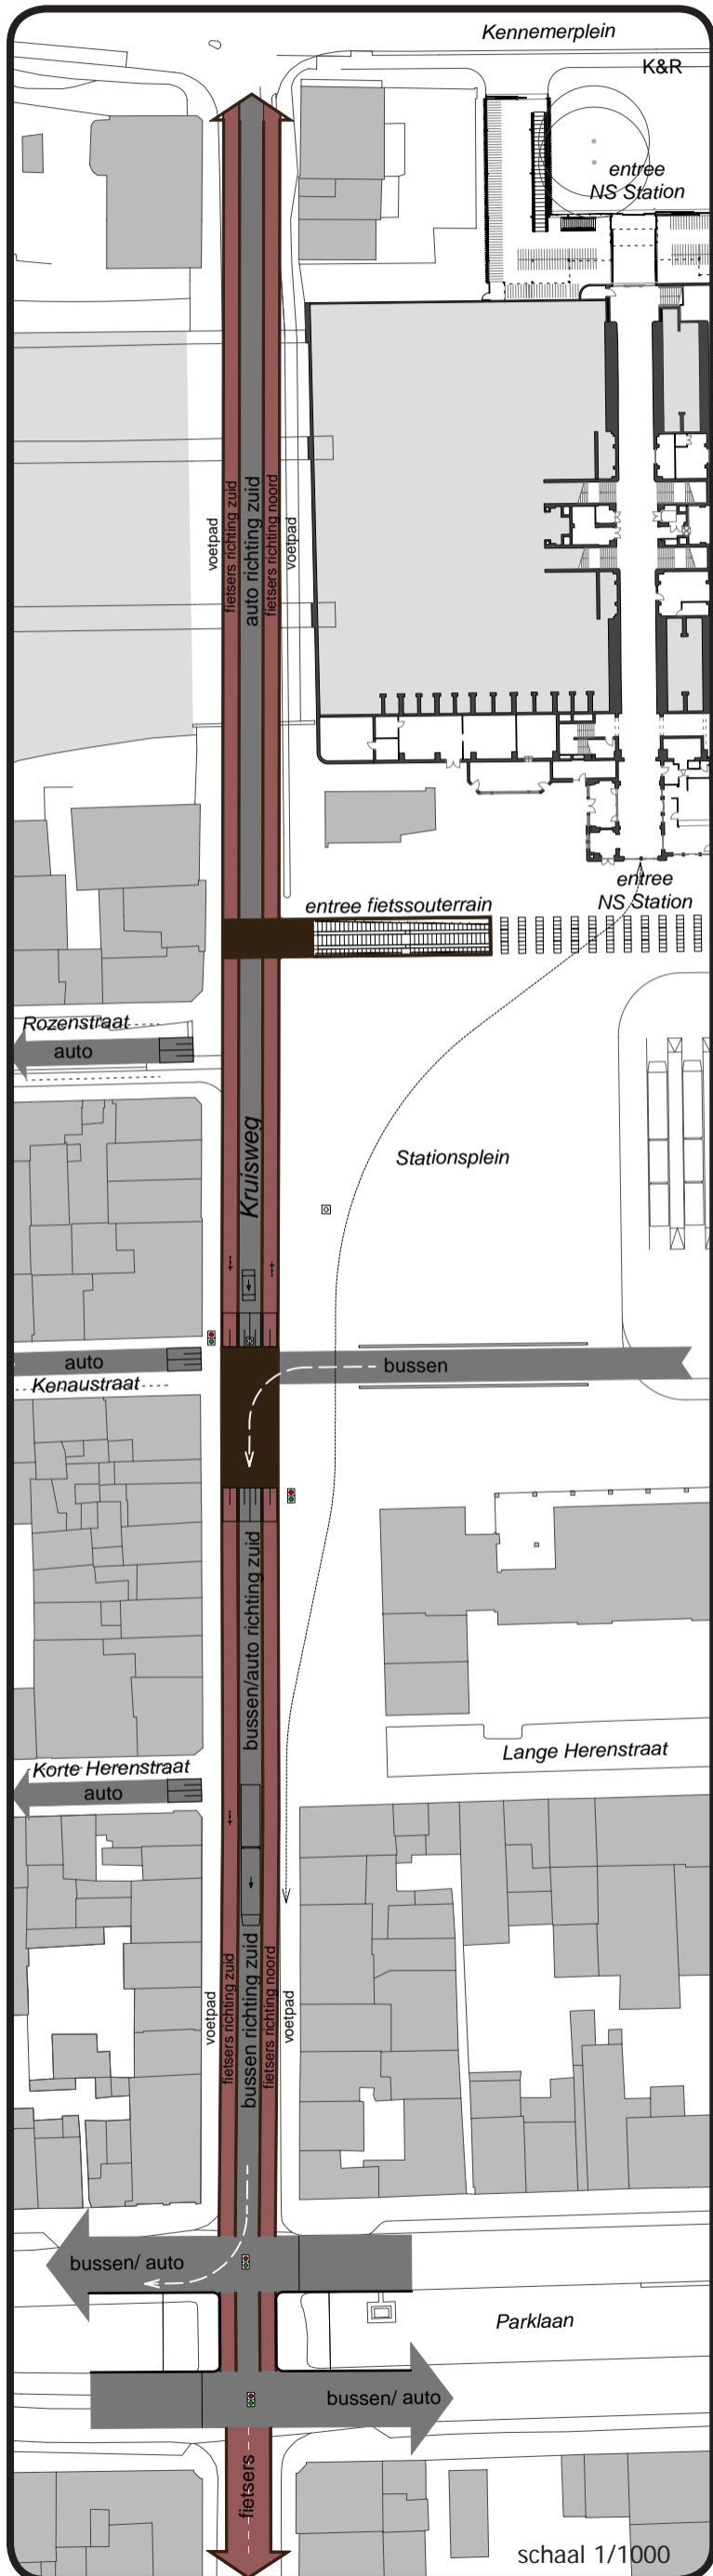 Kennemerplein
K&R
entree
NS Station
voetpad
fietsers richting zuid
auto richting zuid
fietsers richting noord
voetpad
entree
NS Station
entree fietssouterrain
Rozenstraat
auto
Kruisweg
Stationsplein
auto
bussen
Kenaustraat
bussen/auto richting zuid
Lange Herenstraat
Korte Herenstraat
auto
voetpad
fietsers richting zuid
bussen richting zuid
fietsers richting noord
voetpad
bussen/ auto
Parklaan
bussen/ auto
fietsers
schaal 1/1000